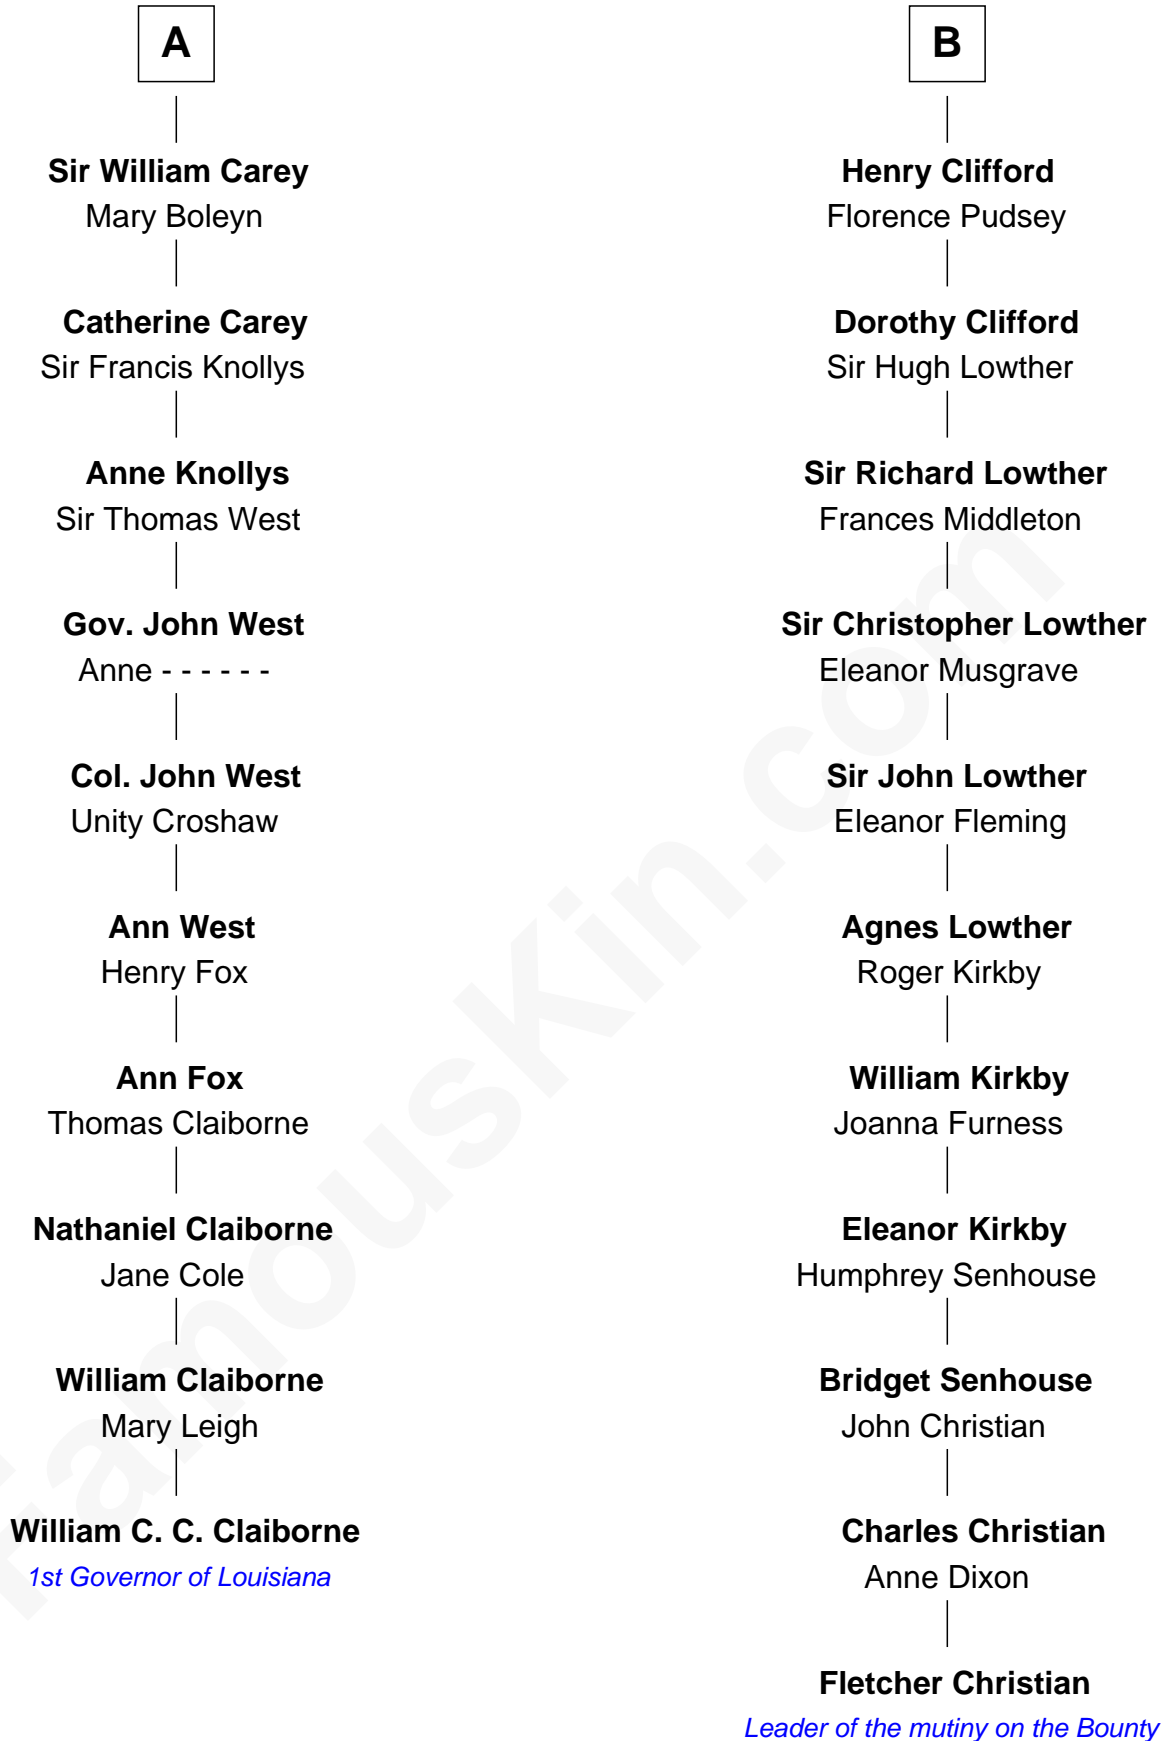 A
Sir William Carey
Mary Boleyn
Catherine Carey
Sir Francis Knollys
Anne Knollys
Sir Thomas West
Gov. John West
Anne - - - - - -
Col. John West
Unity Croshaw
Ann West
Henry Fox
Ann Fox
Thomas Claiborne
Nathaniel Claiborne
Jane Cole
William Claiborne
Mary Leigh
William C. C. Claiborne
1st Governor of Louisiana
B
Henry Clifford
Florence Pudsey
Dorothy Clifford
Sir Hugh Lowther
Sir Richard Lowther
Frances Middleton
Sir Christopher Lowther
Eleanor Musgrave
Sir John Lowther
Eleanor Fleming
Agnes Lowther
Roger Kirkby
William Kirkby
Joanna Furness
Eleanor Kirkby
Humphrey Senhouse
Bridget Senhouse
John Christian
Charles Christian
Anne Dixon
Fletcher Christian
Leader of the mutiny on the Bounty
FamousKin.com